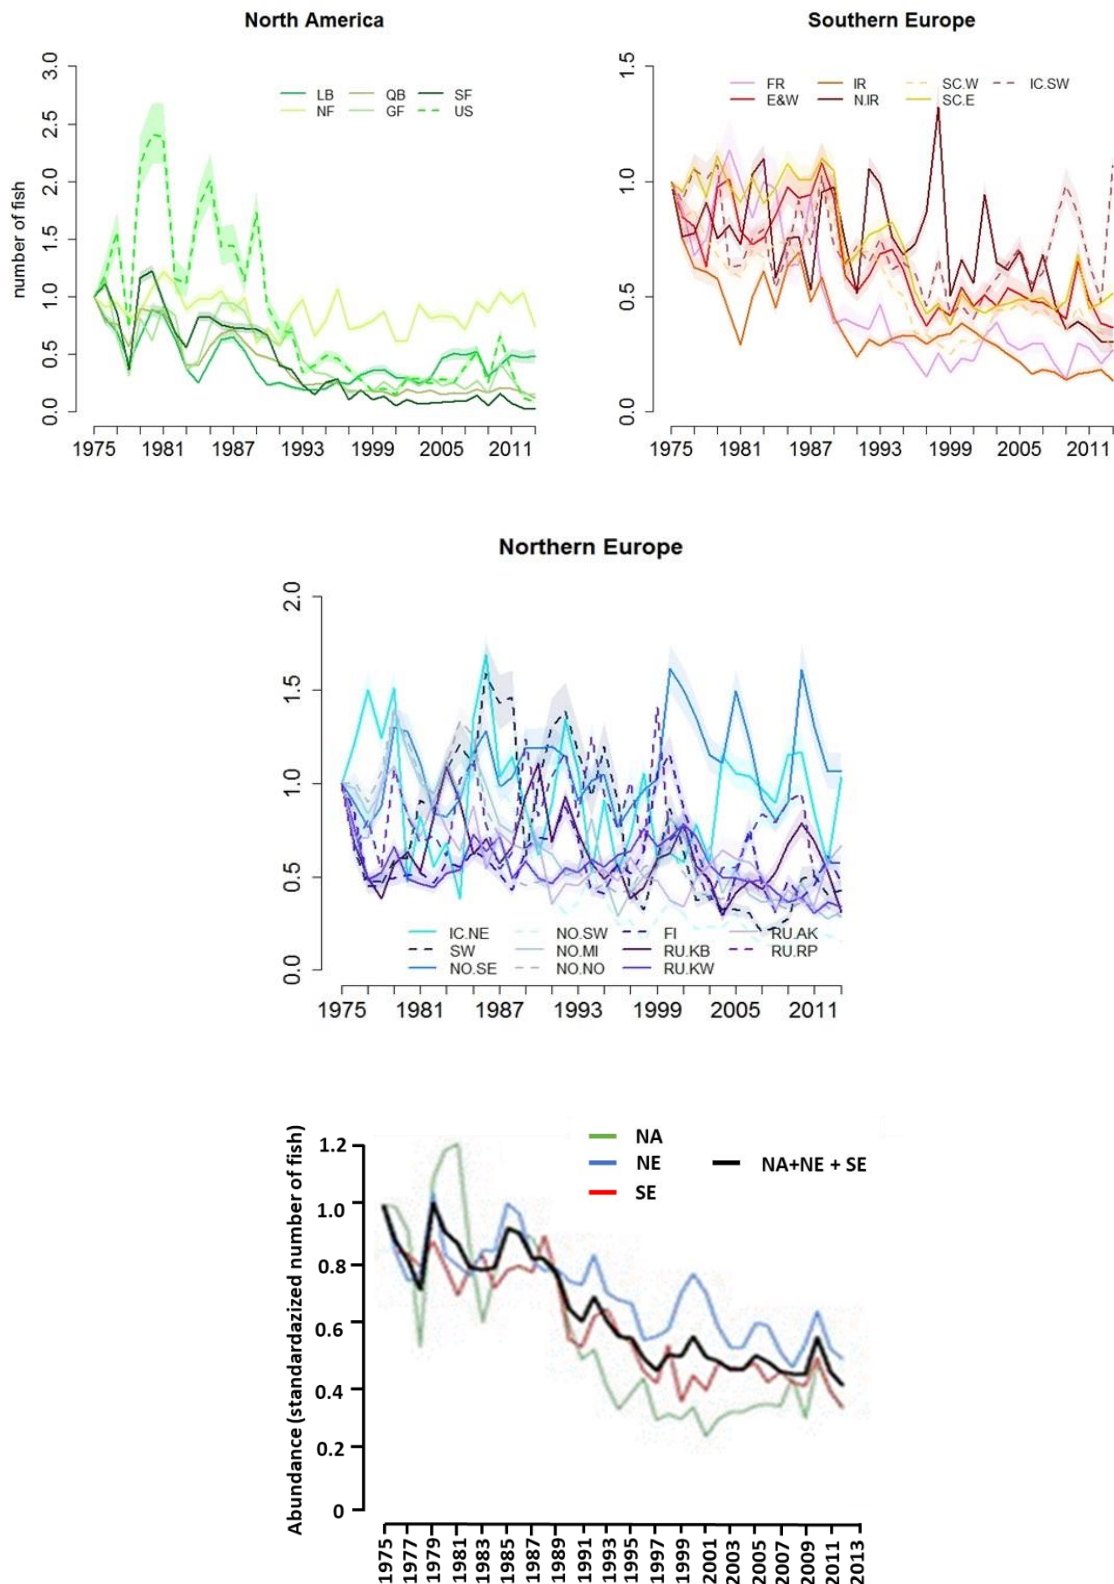 North America
number of fish
3.0
2.5
2.0
1.5
1.0
0.5
0.0
LB QB SF
NF GF US
1975 1981 1987 1993 1999 2005 2011
Southern Europe
1.5
1.0
0.5
0.0
FR IR SC.W IC.SW
E&W N.IR SC.E
1975 1981 1987 1993 1999 2005 2011
Northern Europe
2.0
1.5
1.0
0.5
0.0
IC.NE NO.SW FI RU.AK
SW NO.MI RU.KB RU.RP
NO.SE NO.NO RU.KW
1975 1981 1987 1993 1999 2005 2011
Abundance (standardazized number of fish)
1.2
1.0
0.8
0.6
0.4
0.2
0
NA
NE NA+NE + SE
SE
1975 1977 1979 1981 1983 1985 1987 1989 1991 1993 1995 1997 1999 2001 2003 2005 2007 2009 2011 2013